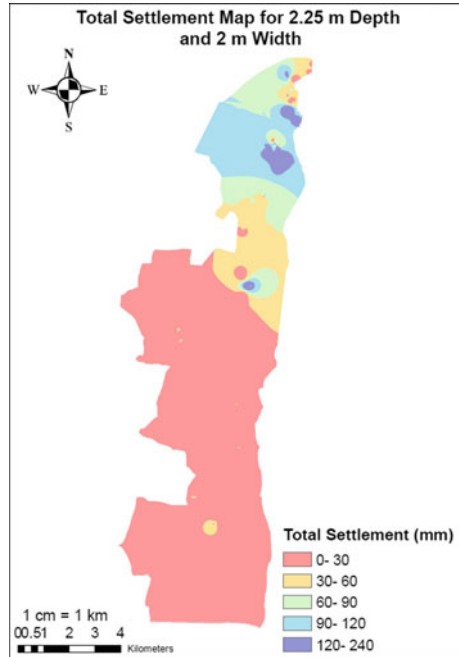 Total Settlement Map for 2.25 m Depth
and 2 m Width
N
W
E
S
Total Settlement (mm)
0- 30
30- 60
60- 90
90- 120
120- 240
1 cm = 1 km
00.51 2 3 4 Kilometers